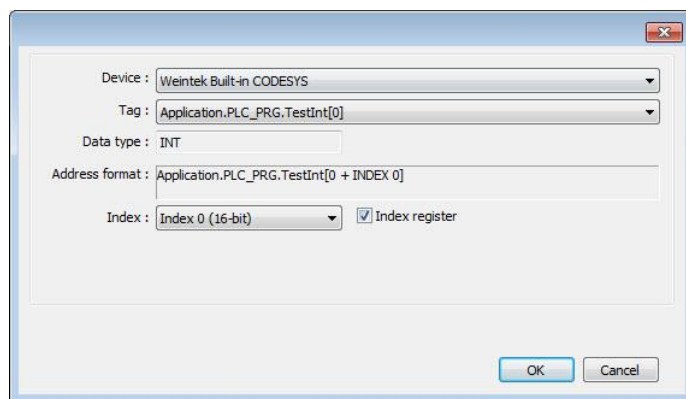 Device : Weintek Built-in CODESYS
Tag : Application.PLC_PRG.TestInt[0]
Data type : INT
Address format : Application.PLC_PRG.TestInt[0 + INDEX 0]
Index : Index 0 (16-bit) Index register
OK Cancel